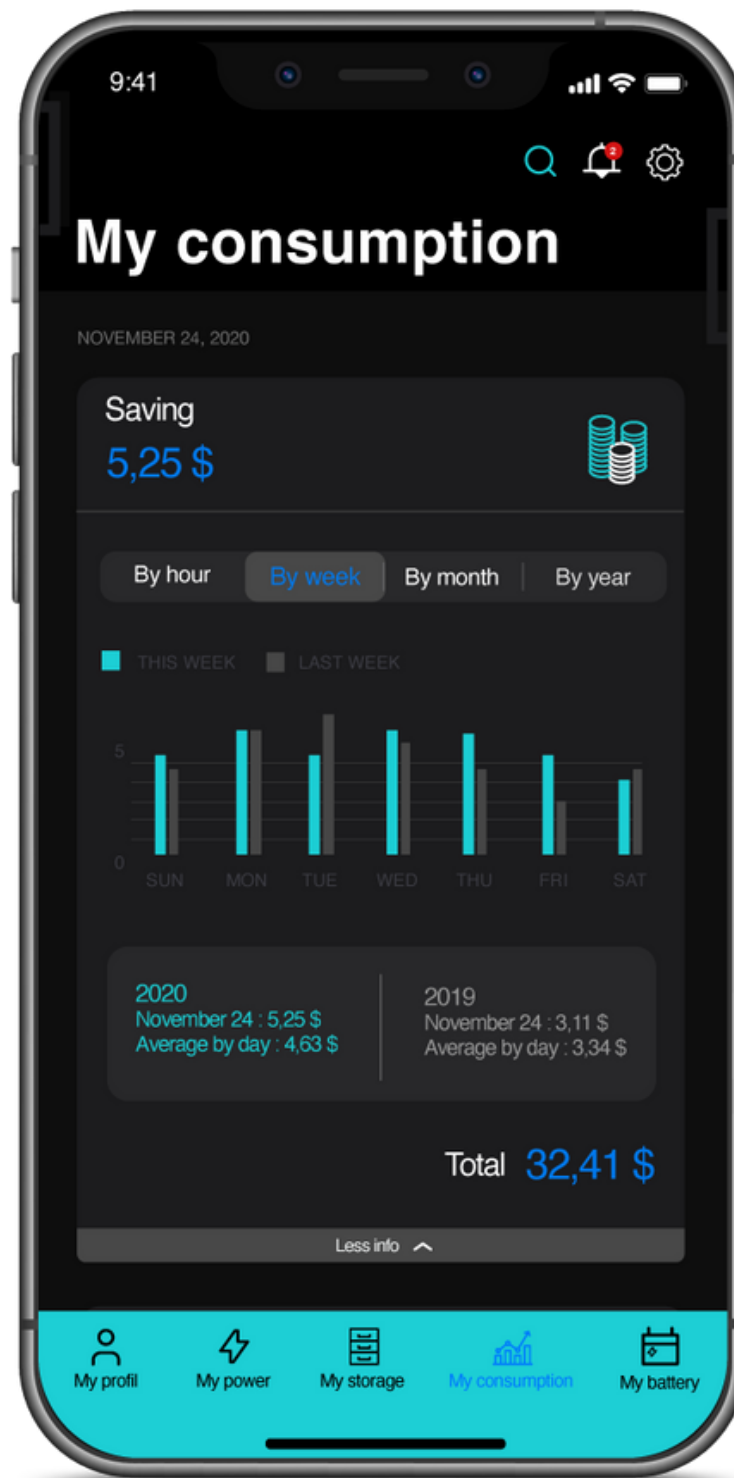 9:41
2
My consumption
NOVEMBER 24, 2020
Saving
5,25 $
By hour By week By month By year
THIS WEEK LAST WEEK
5
0
SUN MON TUE WED THU FRI SAT
2020
November 24 : 5,25 $
Average by day : 4,63 $
2019
November 24 : 3,11 $
Average by day : 3,34 $
Total 32,41 $
Less info
My profil My power My storage My consumption My battery